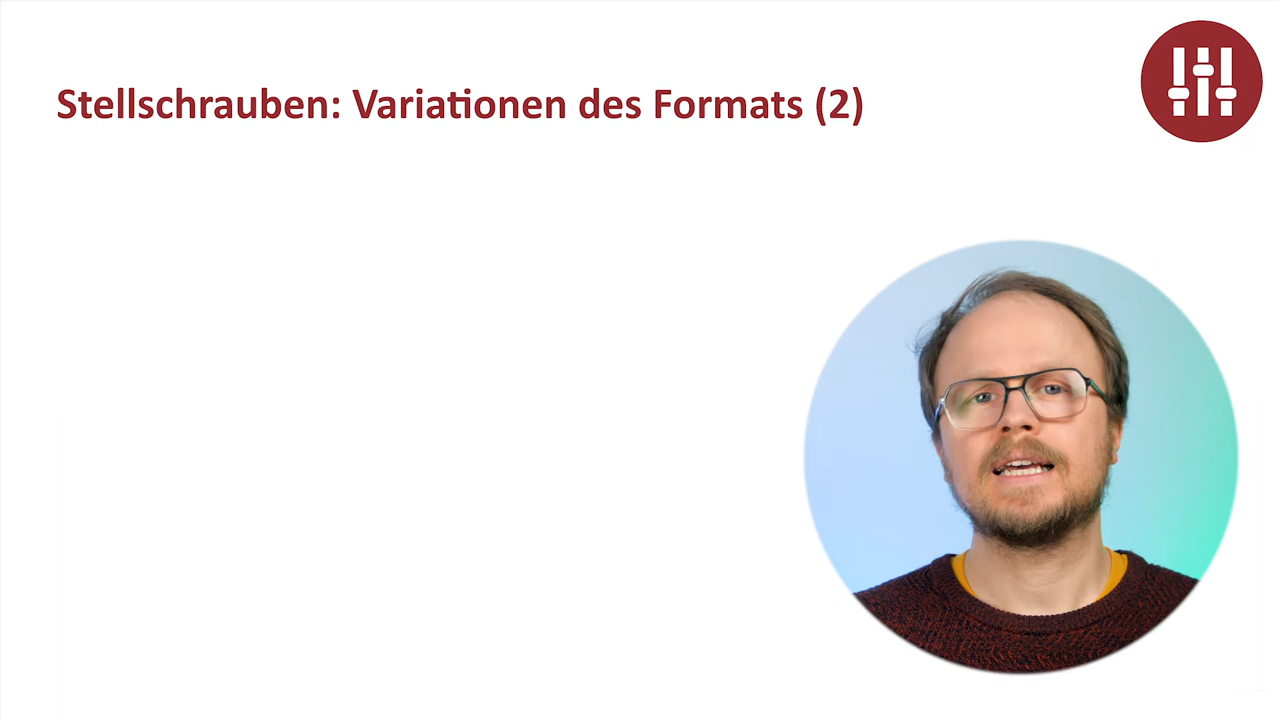 Stellschrauben: Variationen des Formats (2)